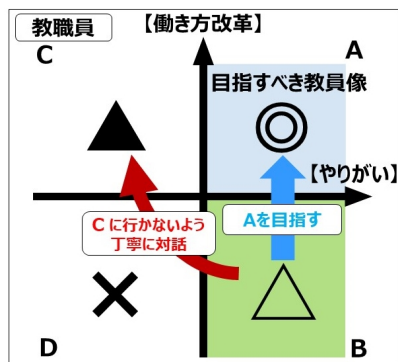 教職員
【働き方改革】
C
A
目指すべき教員像
【やりがい】
Cに行かないよう
丁寧に対話
Aを目指す
D
B